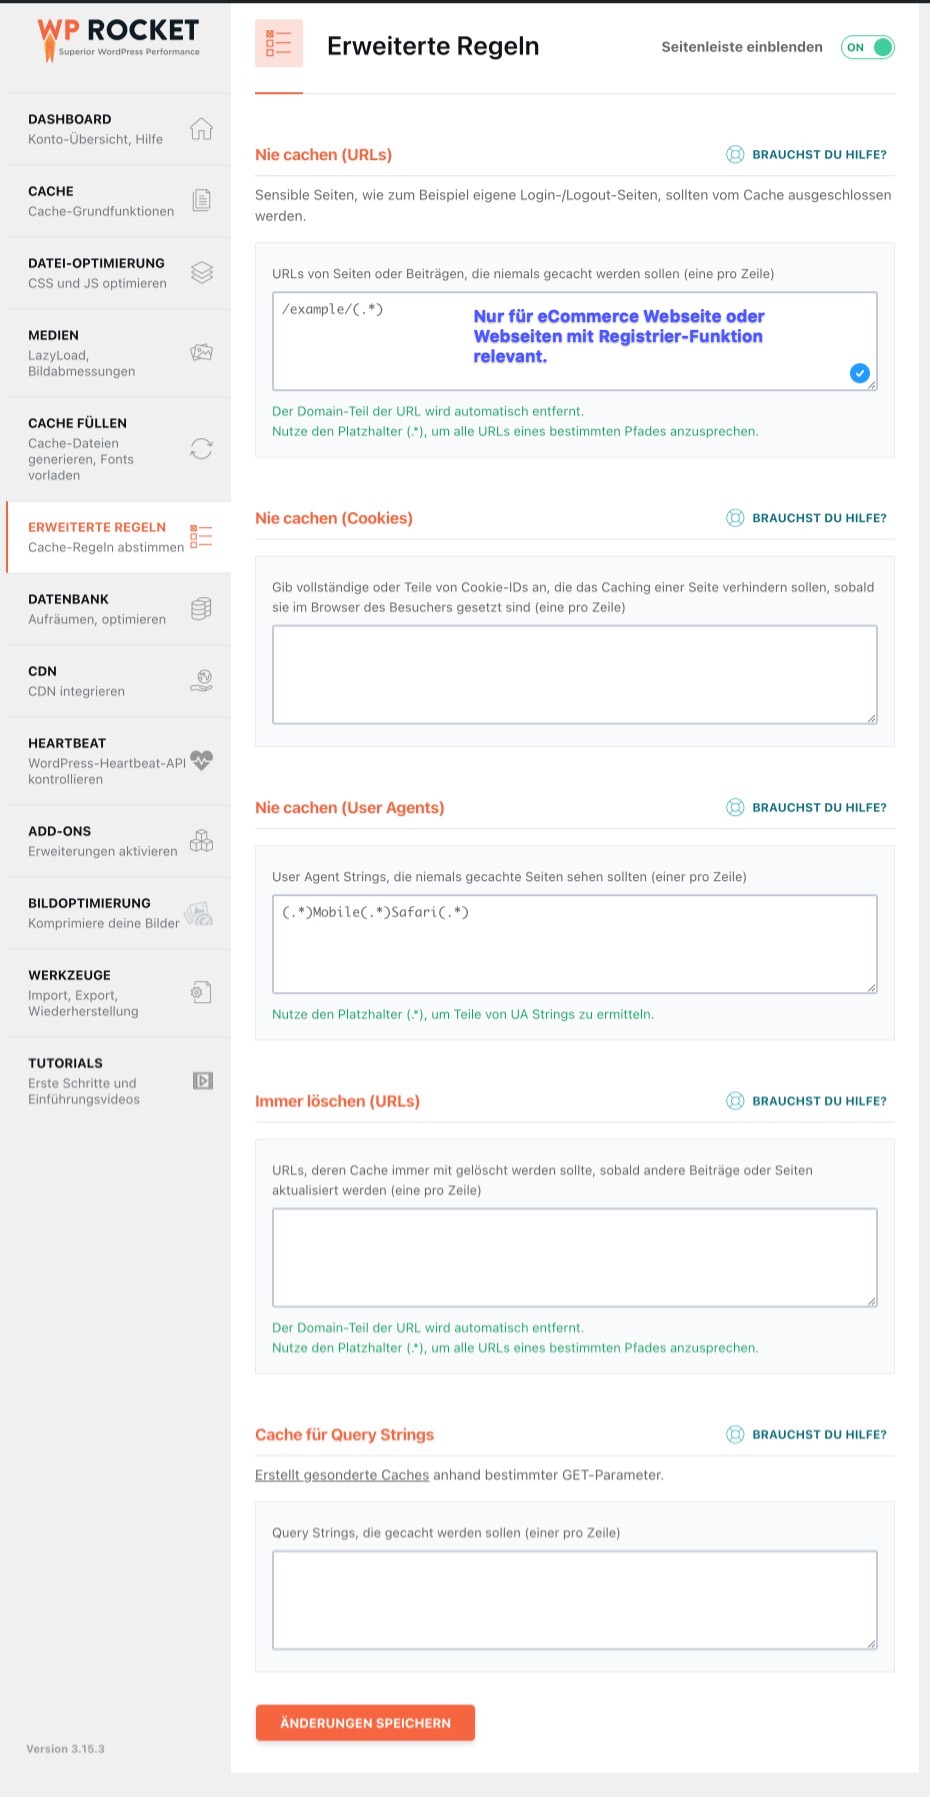 WP ROCKET
Superior WordPress Performance
DASHBOARD
Konto-Übersicht, Hilfe
CACHE
Cache-Grundfunktionen
DATEI-OPTIMIERUNG
CSS und JS optimieren
MEDIEN
LazyLoad,
Bildabmessungen
CACHE FÜLLEN
Cache-Dateien
generieren, Fonts
vorladen
ERWEITERTE REGELN
Cache-Regeln abstimmen
DATENBANK
Aufräumen, optimieren
CDN
CDN integrieren
HEARTBEAT
WordPress-Heartbeat-API
kontrollieren
ADD-ONS
Erweiterungen aktivieren
BILDOPTIMIERUNG
Komprimiere deine Bilder
WERKZEUGE
Import, Export,
Wiederherstellung
TUTORIALS
Erste Schritte und
Einführungsvideos
Version 3.15.3
Erweiterte Regeln
Seitenleiste einblenden ON
Nie cachen (URLs) BRAUCHST DU HILFE?
Sensible Seiten, wie zum Beispiel eigene Login-/Logout-Seiten, sollten vom Cache ausgeschlossen
werden.
URLs von Seiten oder Beiträgen, die niemals gecacht werden sollen (eine pro Zeile)
/example/(.*)
Nur für eCommerce Webseite oder
Webseiten mit Registrier-Funktion
relevant.
Der Domain-Teil der URL wird automatisch entfernt.
Nutze den Platzhalter (.*), um alle URLs eines bestimmten Pfades anzusprechen.
Nie cachen (Cookies) BRAUCHST DU HILFE?
Gib vollständige oder Teile von Cookie-IDs an, die das Caching einer Seite verhindern sollen, sobald
sie im Browser des Besuchers gesetzt sind (eine pro Zeile)
Nie cachen (User Agents) BRAUCHST DU HILFE?
User Agent Strings, die niemals gecachte Seiten sehen sollten (einer pro Zeile)
(.*)Mobile(.*)Safari(.*)
Nutze den Platzhalter (.*), um Teile von UA Strings zu ermitteln.
Immer löschen (URLs) BRAUCHST DU HILFE?
URLs, deren Cache immer mit gelöscht werden sollte, sobald andere Beiträge oder Seiten
aktualisiert werden (eine pro Zeile)
Der Domain-Teil der URL wird automatisch entfernt.
Nutze den Platzhalter (.*), um alle URLs eines bestimmten Pfades anzusprechen.
Cache für Query Strings BRAUCHST DU HILFE?
Erstellt gesonderte Caches anhand bestimmter GET-Parameter.
Query Strings, die gecacht werden sollen (einer pro Zeile)
ÄNDERUNGEN SPEICHERN